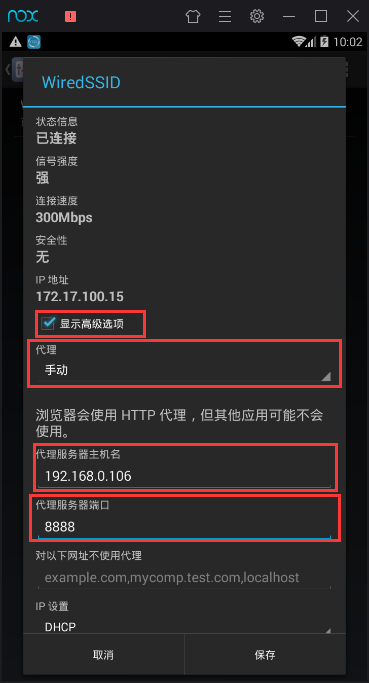 nox
10:02
WiredSSID
状态信息
已连接
信号强度
强
连接速度
300Mbps
安全性
无
IP 地址
172.17.100.15
显示高级选项
代理
手动
浏览器会使用 HTTP 代理，但其他应用可能不会
使用。
代理服务器主机名
192.168.0.106
代理服务器端口
8888
对以下网址不使用代理
example.com,mycomp.test.com,localhost
IP 设置
DHCP
取消
保存